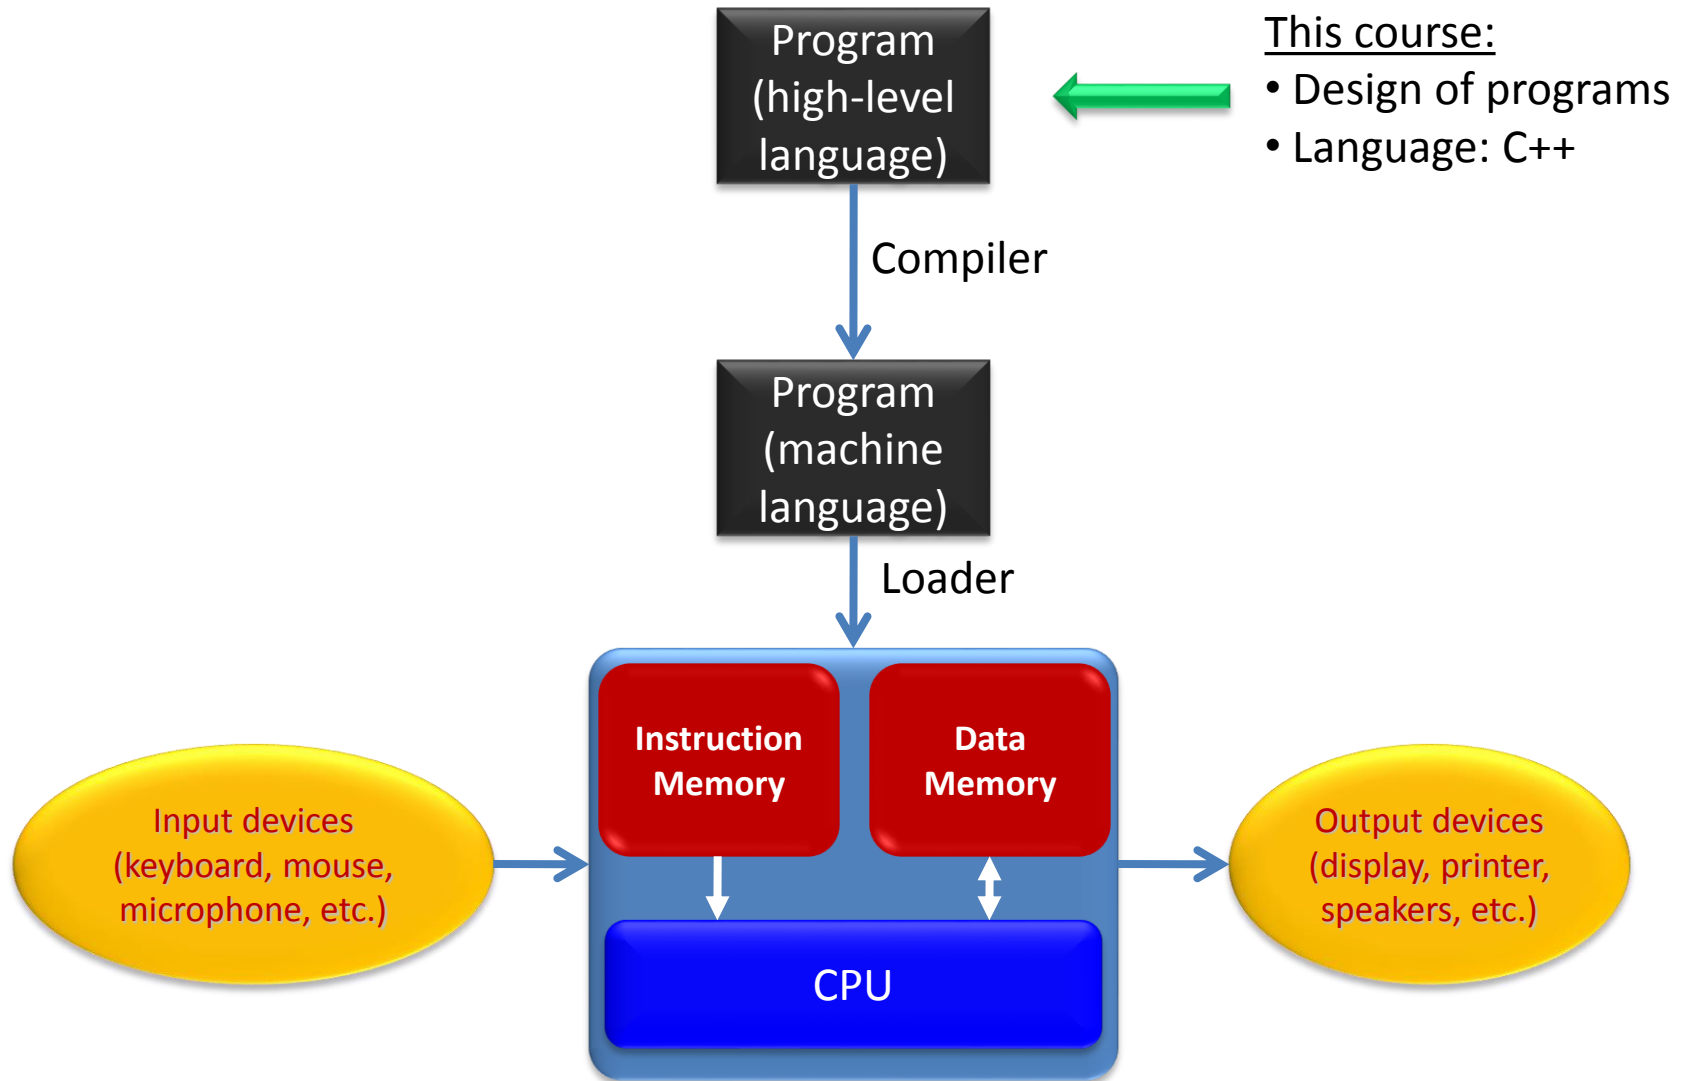 Program
(high-level
language)
This course:
• Design of programs
• Language: C++
Compiler
Program
(machine
language)
Loader
Instruction
Memory
Data
Memory
Input devices
(keyboard, mouse,
microphone, etc.)
Output devices
(display, printer,
speakers, etc.)
CPU